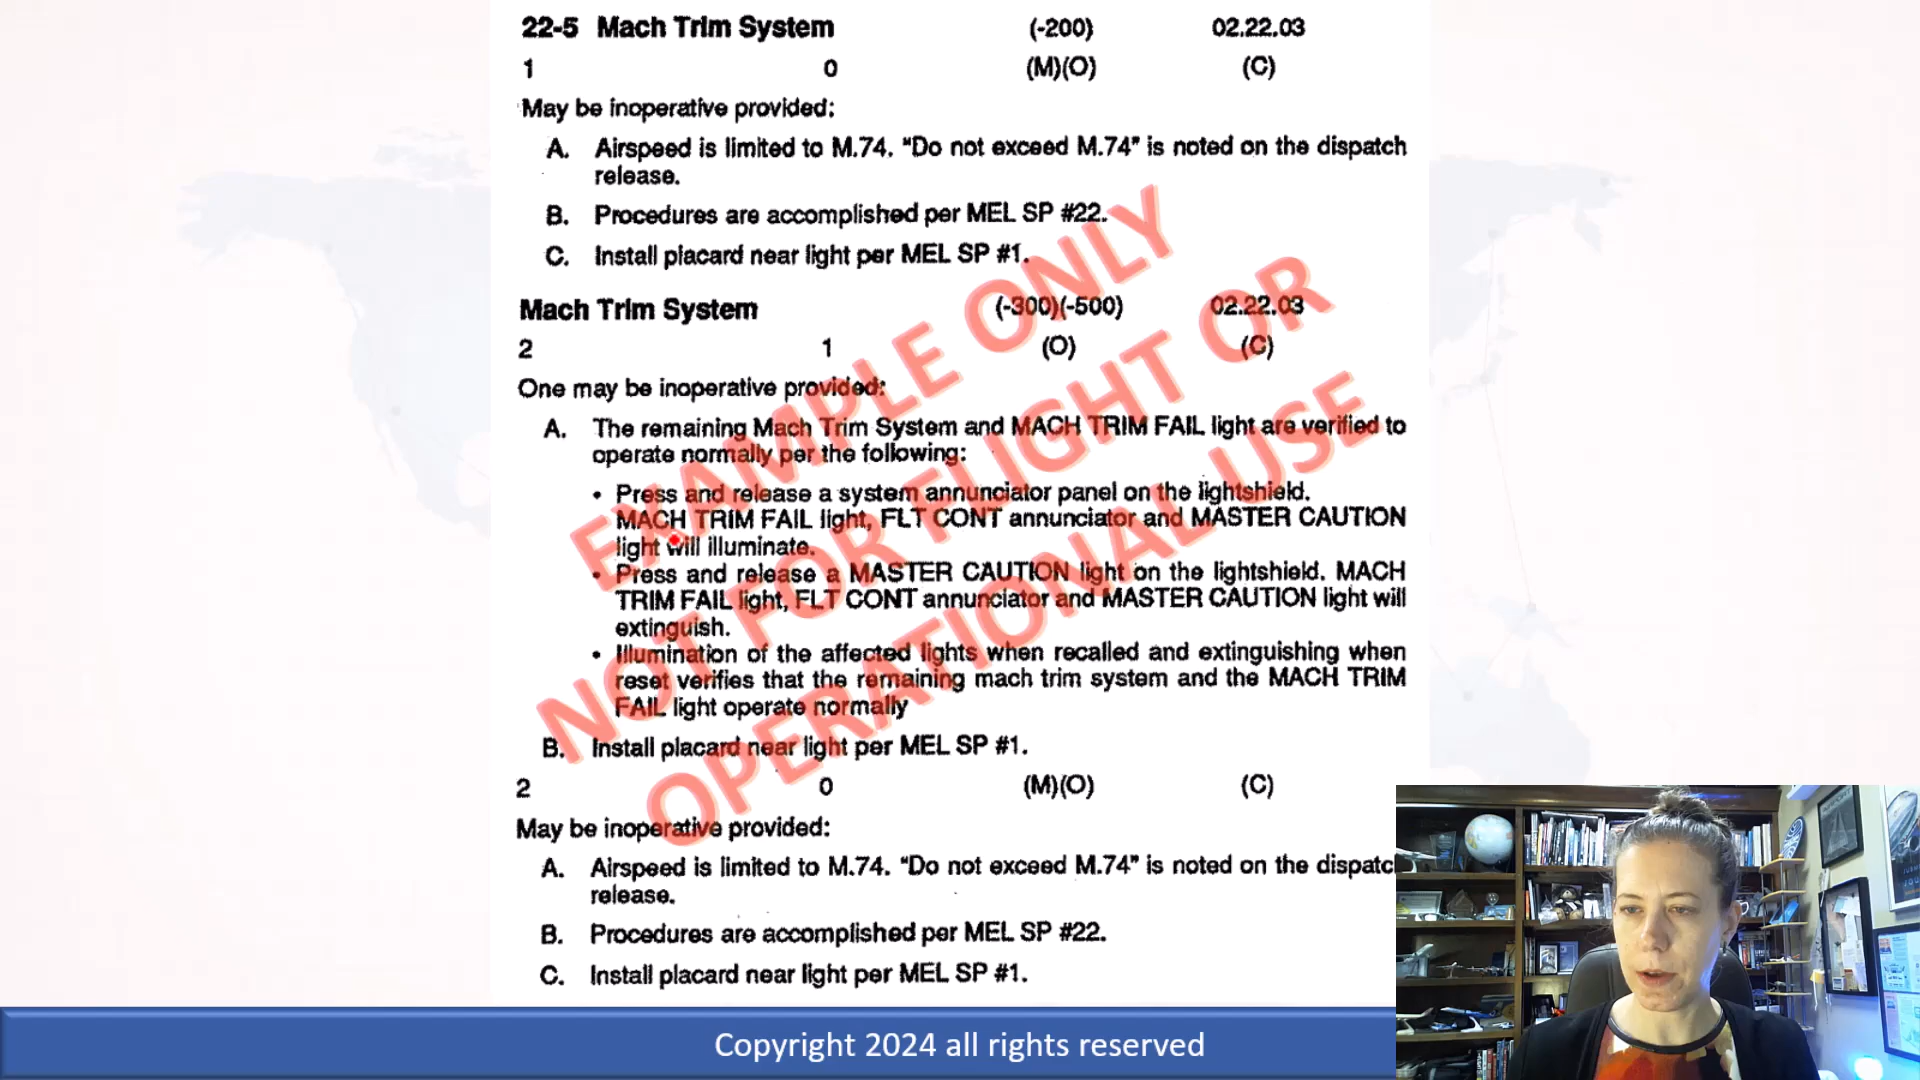 22-5 Mach Trim System (-200) 02.22.03
1 0 (M)(O) (C)
May be inoperative provided:
A. Airspeed is limited to M.74. "Do not exceed M.74" is noted on the dispatch
release.
B. Procedures are accomplished per MEL SP #22.
C. Install placard near light per MEL SP #1.
Mach Trim System (-300)(-500) 02.22.03
2 1 (O) (C)
One may be inoperative provided:
A. The remaining Mach Trim System and MACH TRIM FAIL light are verified to
operate normally per the following:
• Press and release a system annunciator panel on the lightshield.
MACH TRIM FAIL light, FLT CONT annunciator and MASTER CAUTION
light will illuminate.
• Press and release a MASTER CAUTION light on the lightshield. MACH
TRIM FAIL light, FLT CONT annunciator and MASTER CAUTION light will
extinguish.
• Illumination of the affected lights when recalled and extinguishing when
reset verifies that the remaining mach trim system and the MACH TRIM
FAIL light operate normally
B. Install placard near light per MEL SP #1.
2 0 (M)(O) (C)
May be inoperative provided:
A. Airspeed is limited to M.74. "Do not exceed M.74" is noted on the dispatc
release.
B. Procedures are accomplished per MEL SP #22.
C. Install placard near light per MEL SP #1.
EXAMPLE ONLY
NOT FOR FLIGHT OR
OPERATIONAL USE
Copyright 2024 all rights reserved